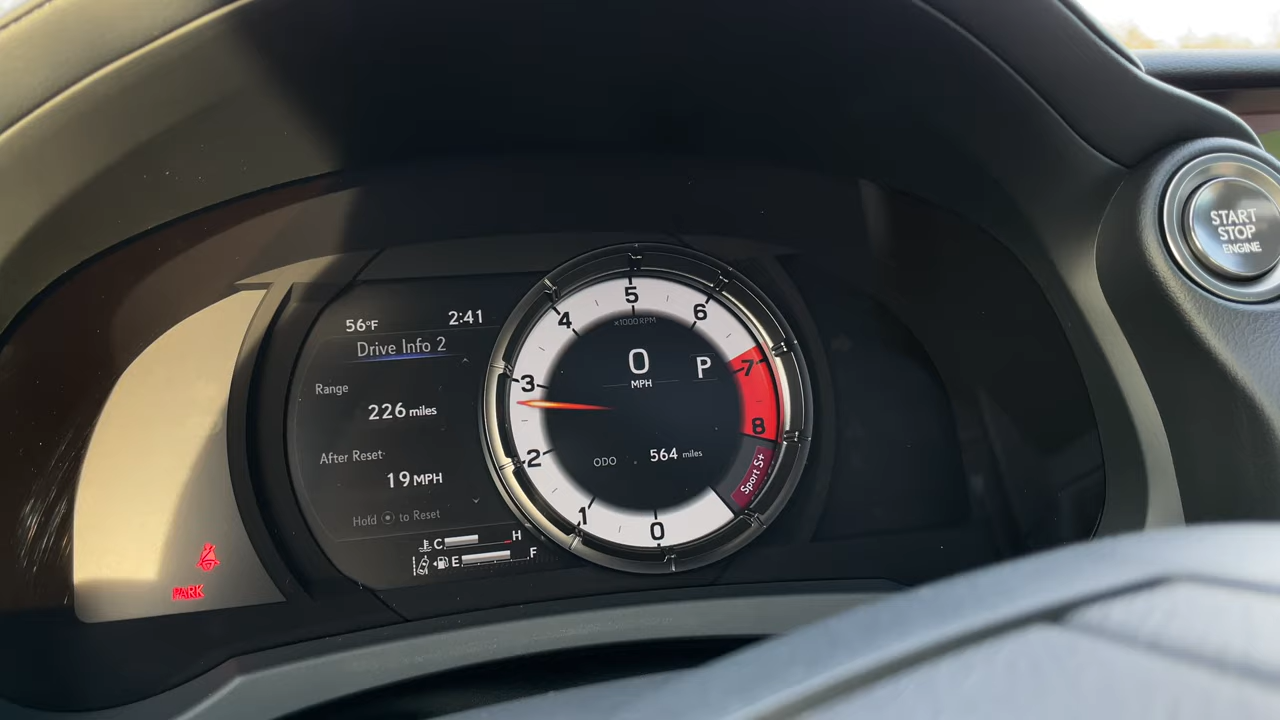 START
STOP
ENGINE
56°F
2:41
Drive Info 2
Range
226 miles
After Reset
19 MPH
Hold to Reset
C H
E F
0
1
2
3
4
5
6
7
8
x1000 RPM
0
MPH
P
ODO 564 miles
Sport S+
PARK